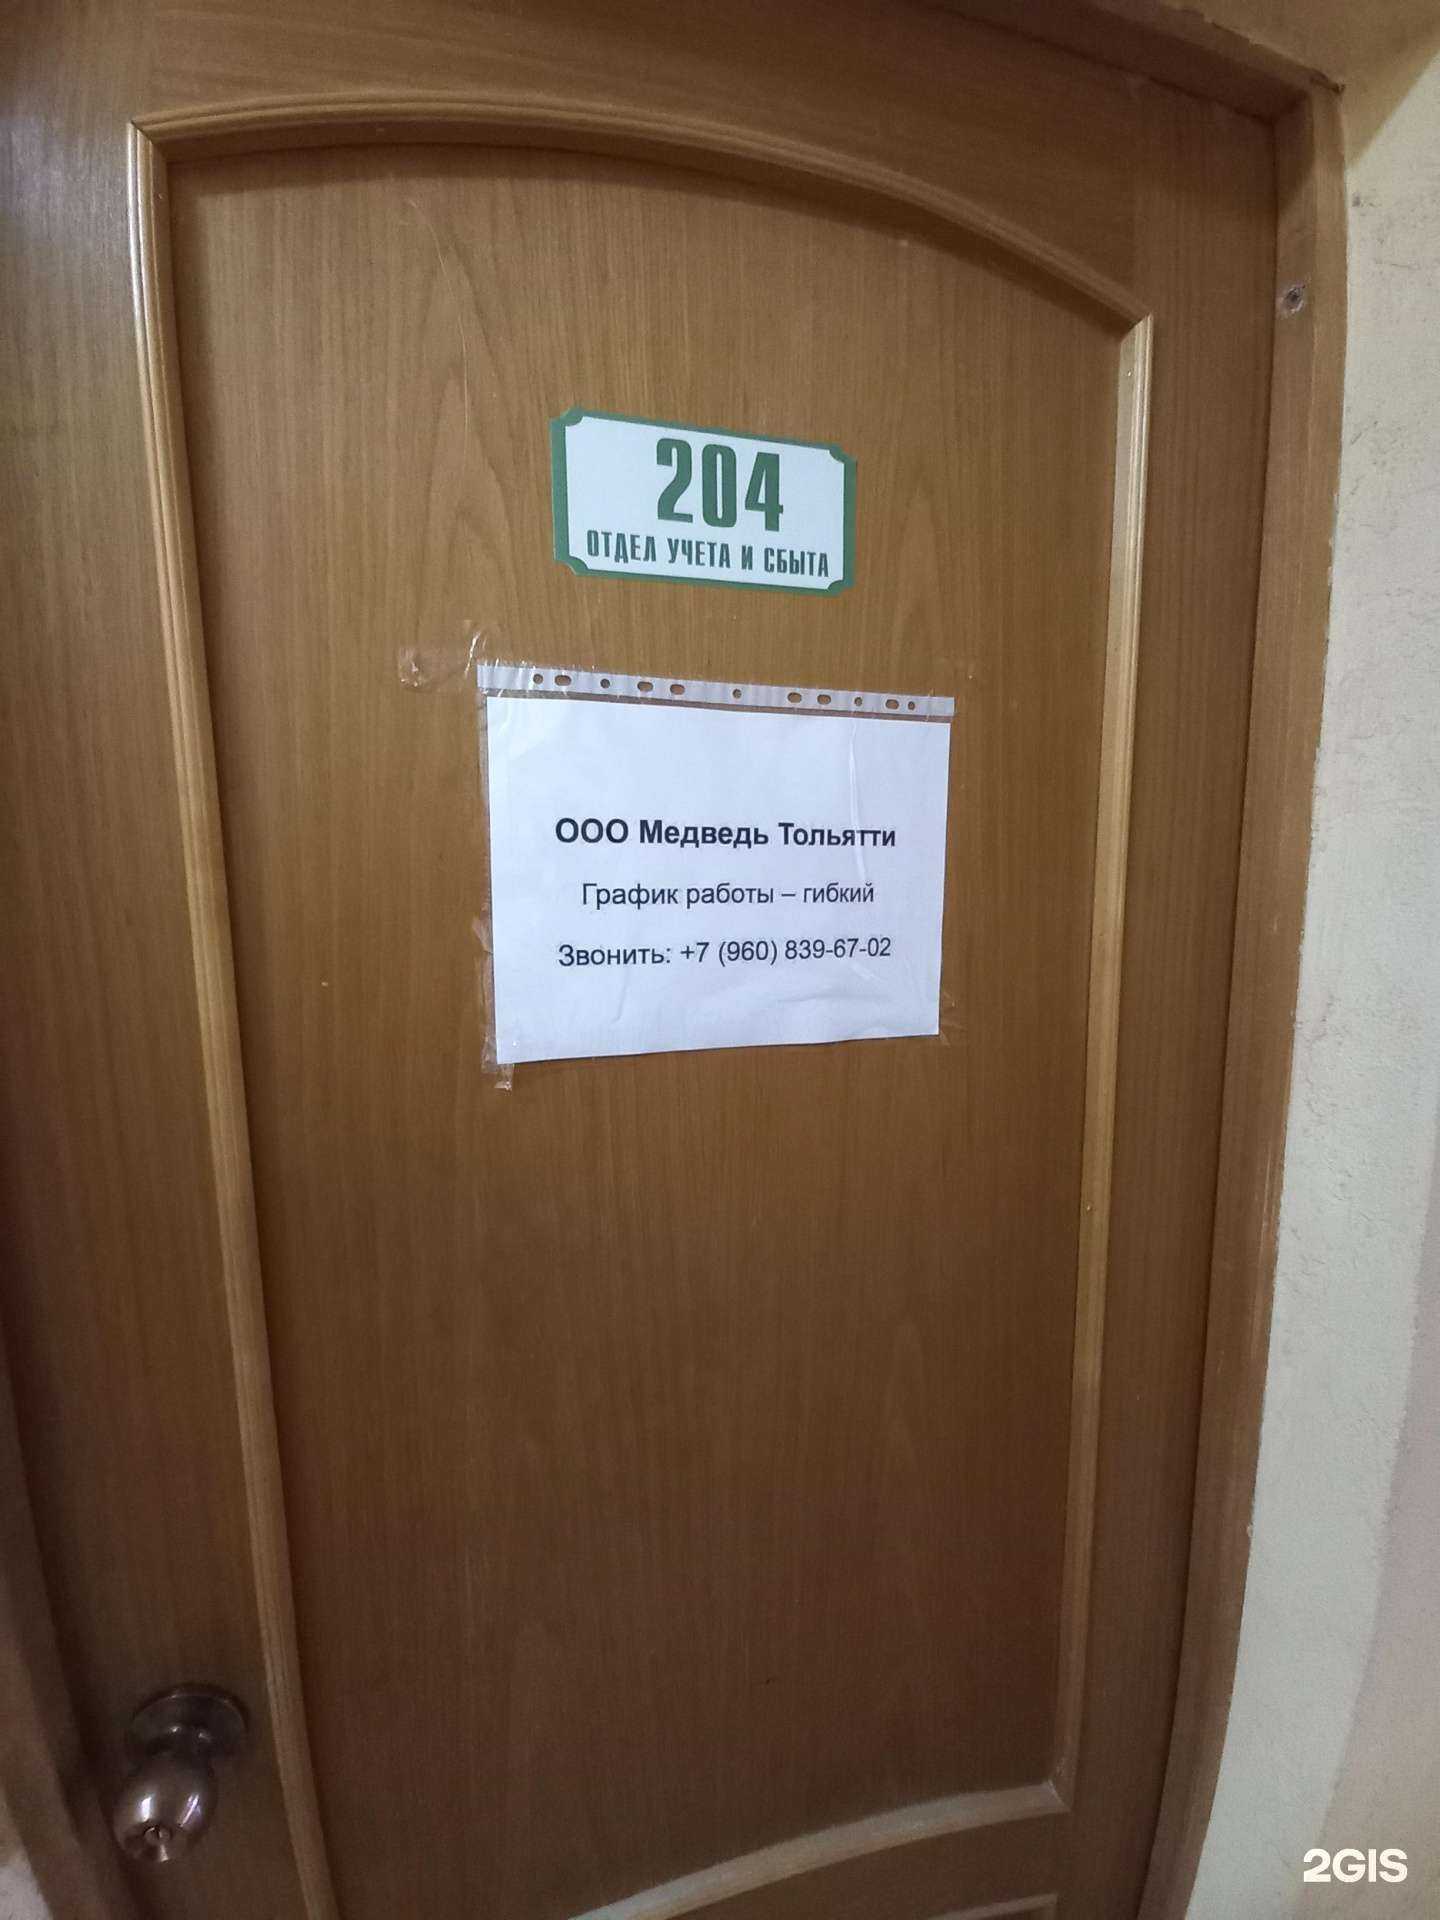 204
ОТДЕЛ УЧЕТА И СБЫТА
ООО Медведь Тольятти
График работы – гибкий
Звонить: +7 (960) 839-67-02
2GIS